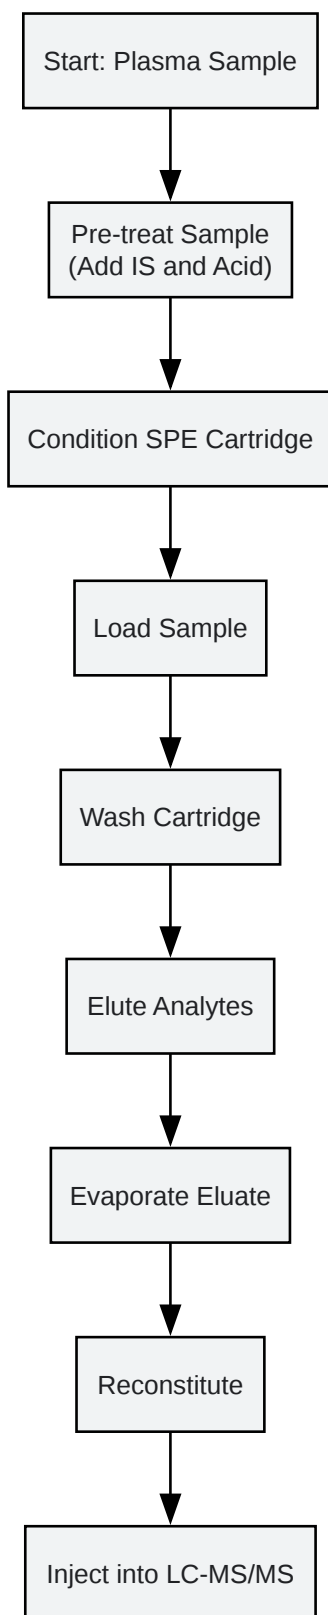 Start: Plasma Sample
Pre-treat Sample
(Add IS and Acid)
Condition SPE Cartridge
Load Sample
Wash Cartridge
Elute Analytes
Evaporate Eluate
Reconstitute
Inject into LC-MS/MS